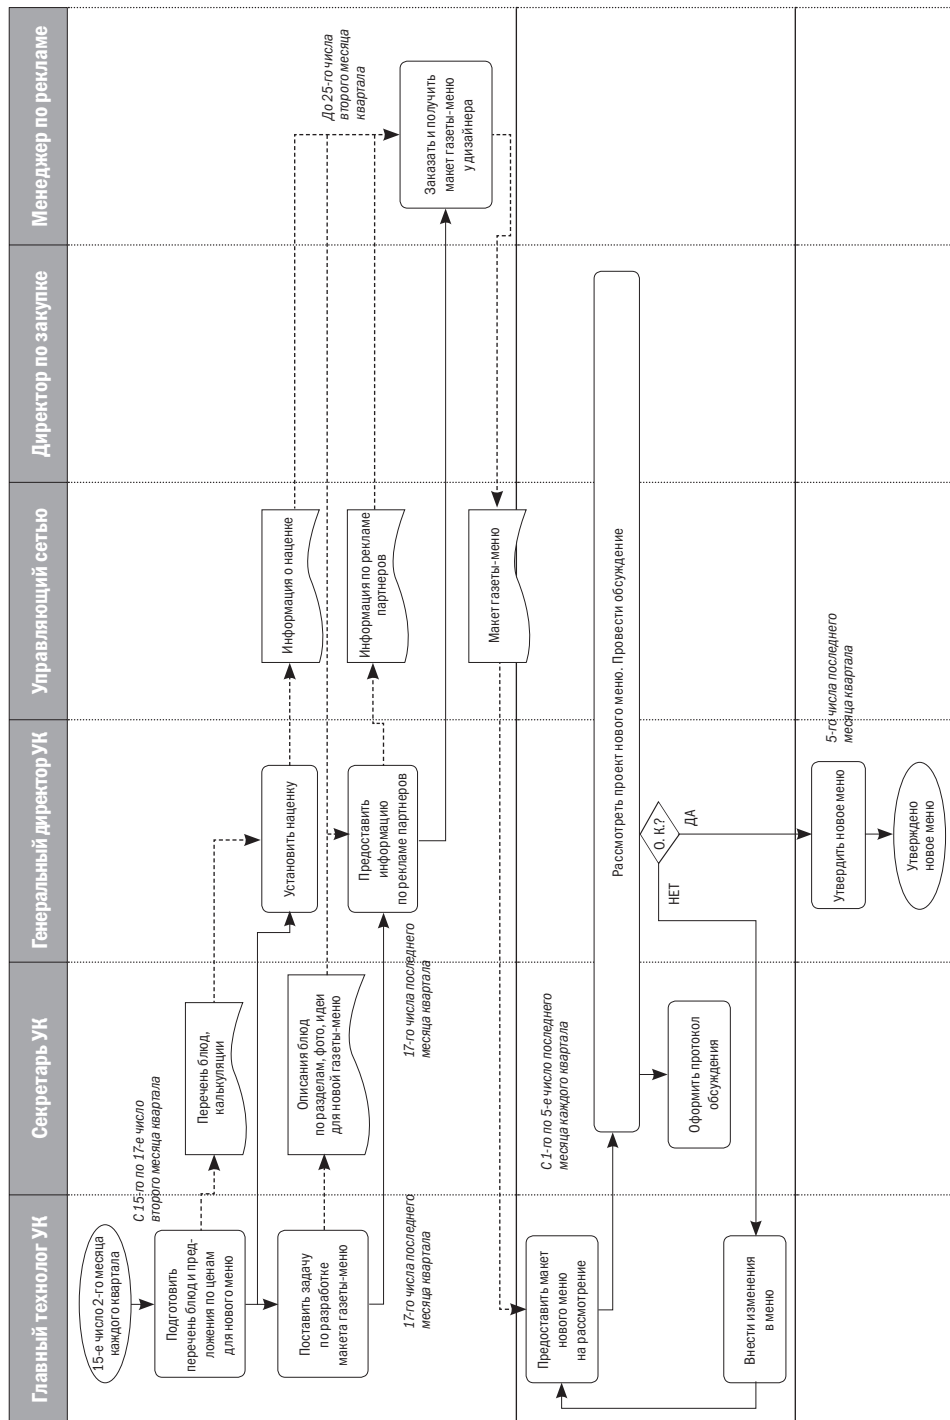 Главный технолог УК
Секретарь УК
Генеральный директор УК
Управляющий сетью
Директор по закупке
Менеджер по рекламе
15-е число 2-го месяца
каждого квартала
Подготовить
перечень блюд и пред-
ложения по ценам
для нового меню
С 15-го по 17-е число
второго месяца квартала
Перечень блюд,
калькуляции
Установить наценку
Информация о наценке
До 25-го числа
второго месяца
квартала
Поставить задачу
по разработке
макета газеты-меню
Описания блюд
по разделам, фото, идеи
для новой газеты-меню
Предоставить
информацию
по рекламе партнеров
Информация по рекламе
партнеров
Заказать и получить
макет газеты-меню
у дизайнера
17-го числа последнего
месяца квартала
17-го числа последнего
месяца квартала
Макет газеты-меню
Предоставить макет
нового меню
на рассмотрение
С 1-го по 5-е число последнего
месяца каждого квартала
Рассмотреть проект нового меню. Провести обсуждение
Оформить протокол
обсуждения
О. К.?
НЕТ
ДА
Внести изменения
в меню
Утвердить новое меню
5-го числа последнего
месяца квартала
Утверждено
новое меню